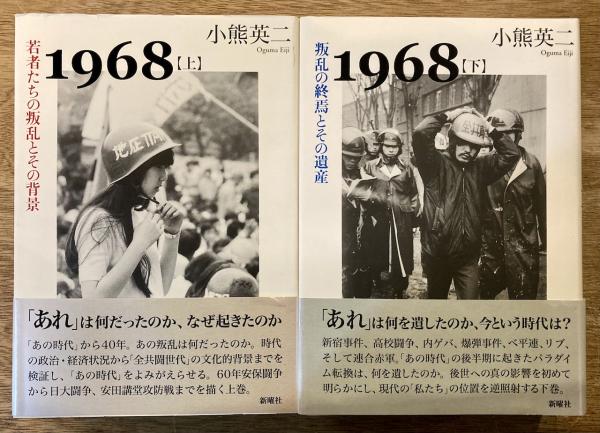 小熊英二
Oguma Eiji
1968【上】
若者たちの叛乱とその背景
「あれ」は何だったのか、なぜ起きたのか
「あの時代」から40年。あの叛乱は何だったのか。時代
の政治・経済状況から「全共闘世代」の文化的背景までを
検証し、「あの時代」をよみがえらせる。60年安保闘争
から日大闘争、安田講堂攻防戦までを描く上巻。
新曜社
小熊英二
Oguma Eiji
1968【下】
叛乱の終焉とその遺産
「あれ」は何を遺したのか、今という時代は?
新宿事件、高校闘争、内ゲバ、爆弾事件、ベ平連、リブ、
そして連合赤軍。「あの時代」の後半期に起きたパラダイ
ム転換は、何を遺したのか。後世への真の影響を初めて
明らかにし、現代の「私たち」の位置を逆照射する下巻。
新曜社